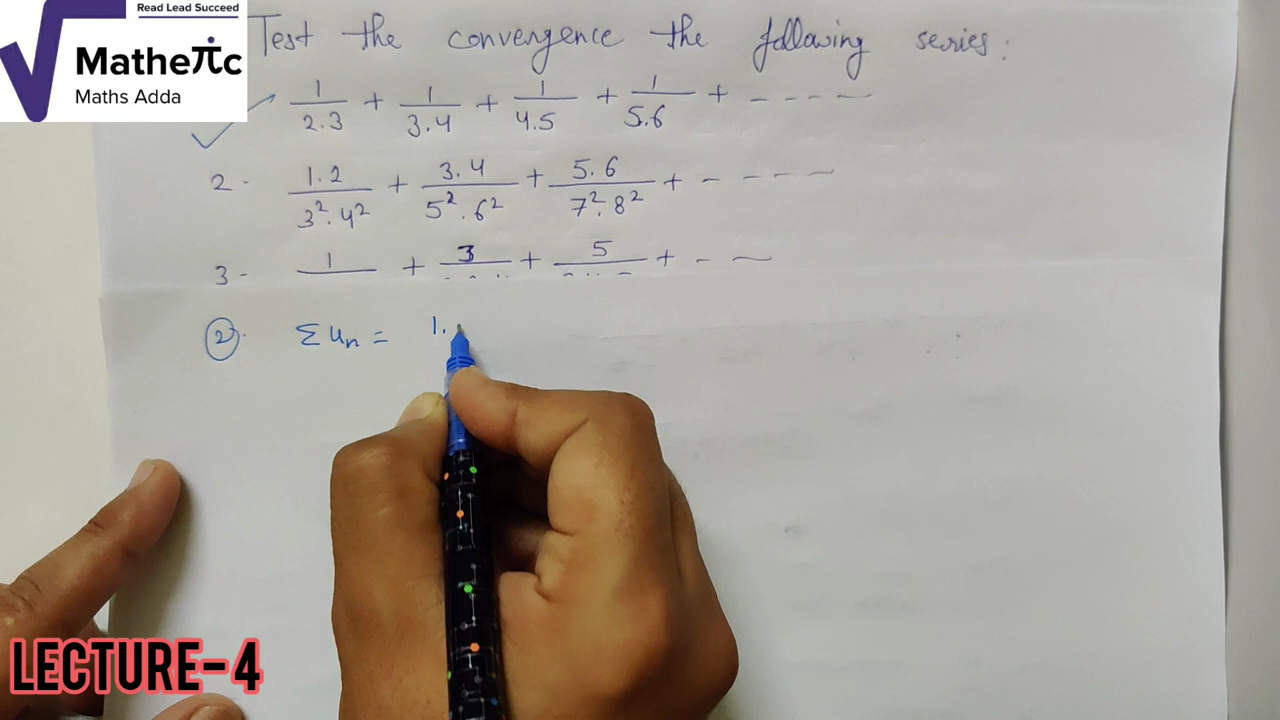 Read Lead Succeed
Matheπc
Maths Adda
Test the convergence the following series:
1/2.3 + 1/3.4 + 1/4.5 + 1/5.6 + - - - -
2- 1.2/3².4² + 3.4/5².6² + 5.6/7².8² + - - - -
3- 1 + 3 + 5 + - -
(2) Σ uₙ = 1.
LECTURE-4